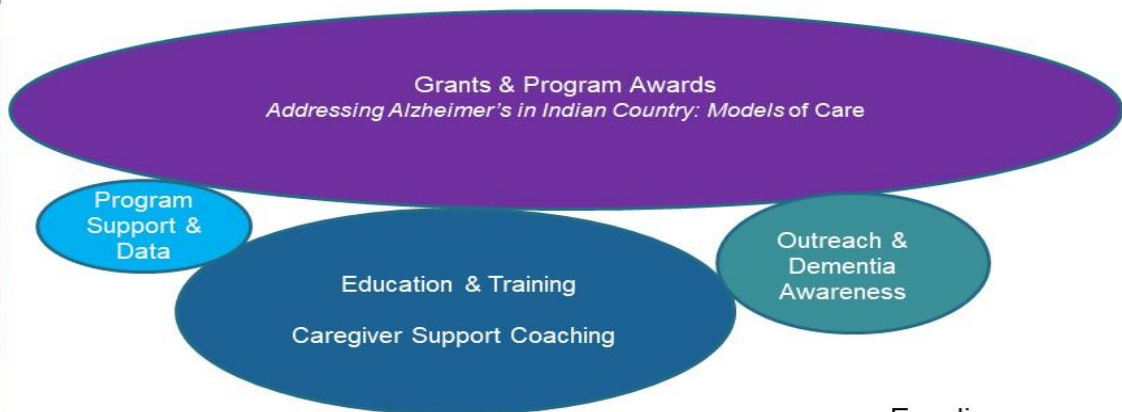 Grants & Program Awards
Addressing Alzheimer's in Indian Country: Models of Care
Program
Support &
Data
Education & Training
Caregiver Support Coaching
Outreach &
Dementia
Awareness